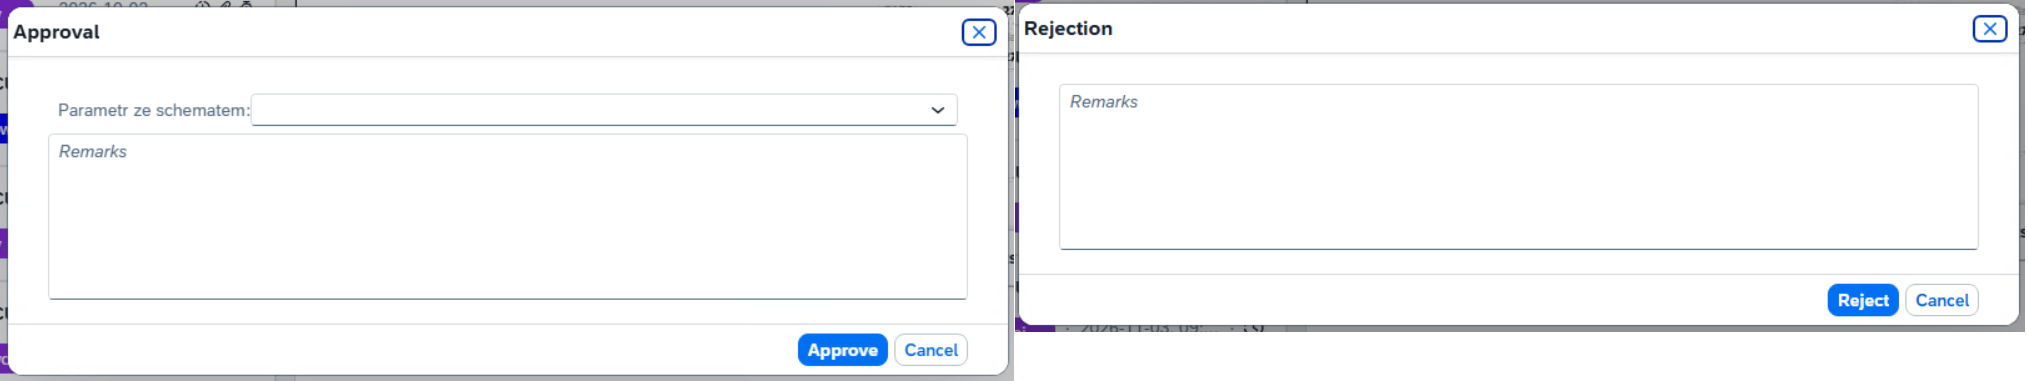 Approval
Parametr ze schematem:
Remarks
Approve
Cancel
Rejection
Remarks
Reject
Cancel